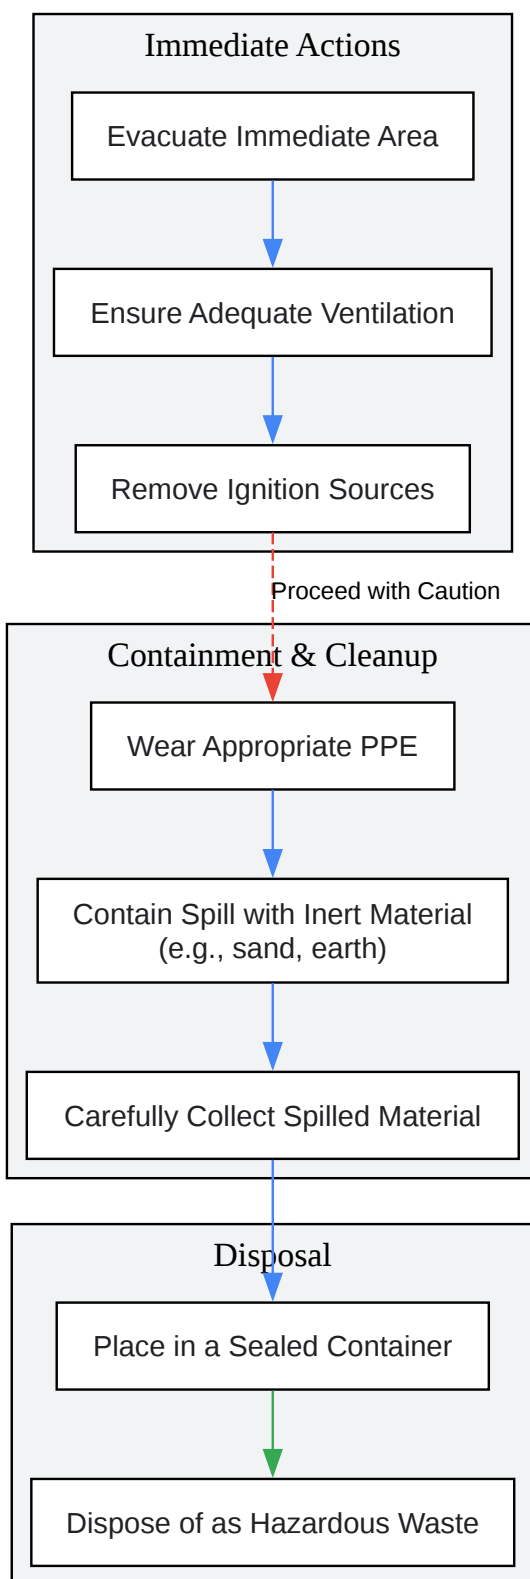 Immediate Actions
Evacuate Immediate Area
Ensure Adequate Ventilation
Remove Ignition Sources
Proceed with Caution
Containment & Cleanup
Wear Appropriate PPE
Contain Spill with Inert Material
(e.g., sand, earth)
Carefully Collect Spilled Material
Disposal
Place in a Sealed Container
Dispose of as Hazardous Waste